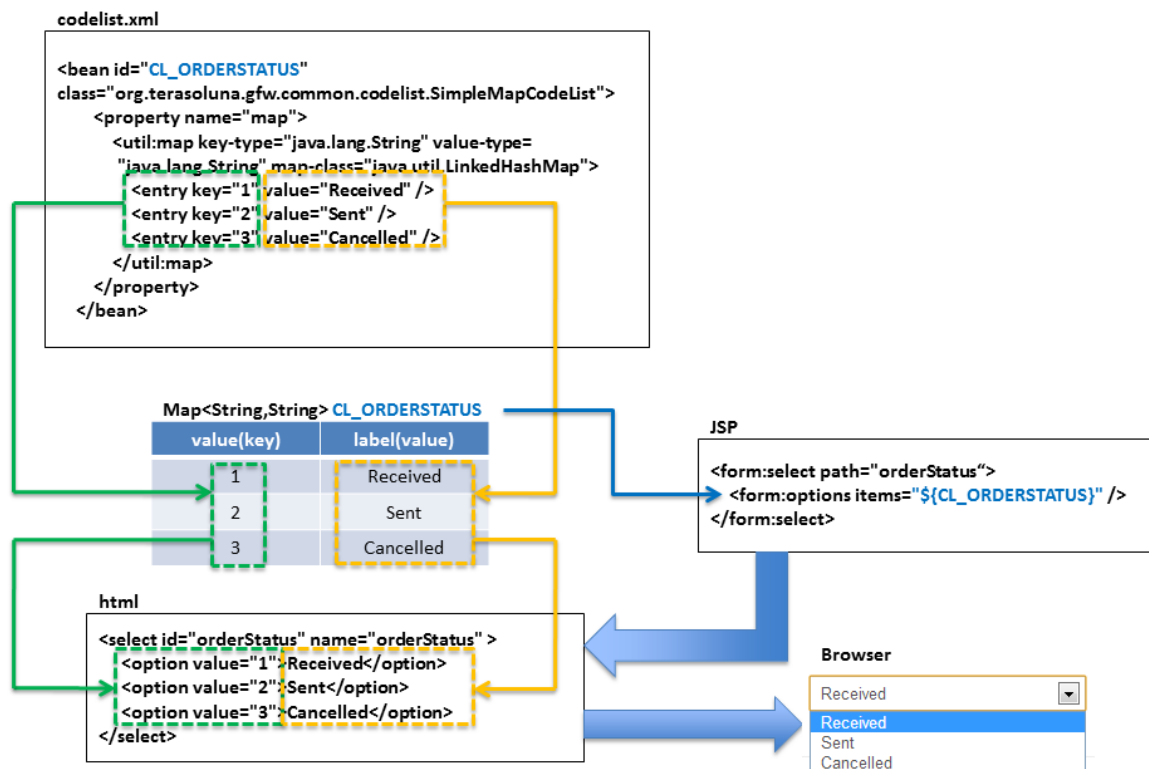 codelist.xml
<bean id="CL_ORDERSTATUS"
class="org.terasoluna.gfw.common.codelist.SimpleMapCodeList">
<property name="map">
<util:map key-type="java.lang.String" value-type=
"java.lang.String" map-class="java.util.LinkedHashMap">
<entry key="1" value="Received" />
<entry key="2" value="Sent" />
<entry key="3" value="Cancelled" />
</util:map>
</property>
</bean>
Map<String,String> CL_ORDERSTATUS
value(key) label(value)
1 Received
2 Sent
3 Cancelled
JSP
<form:select path="orderStatus“>
<form:options items="${CL_ORDERSTATUS}" />
</form:select>
html
<select id="orderStatus" name="orderStatus" >
<option value="1">Received</option>
<option value="2">Sent</option>
<option value="3">Cancelled</option>
</select>
Browser
Received
Received
Sent
Cancelled